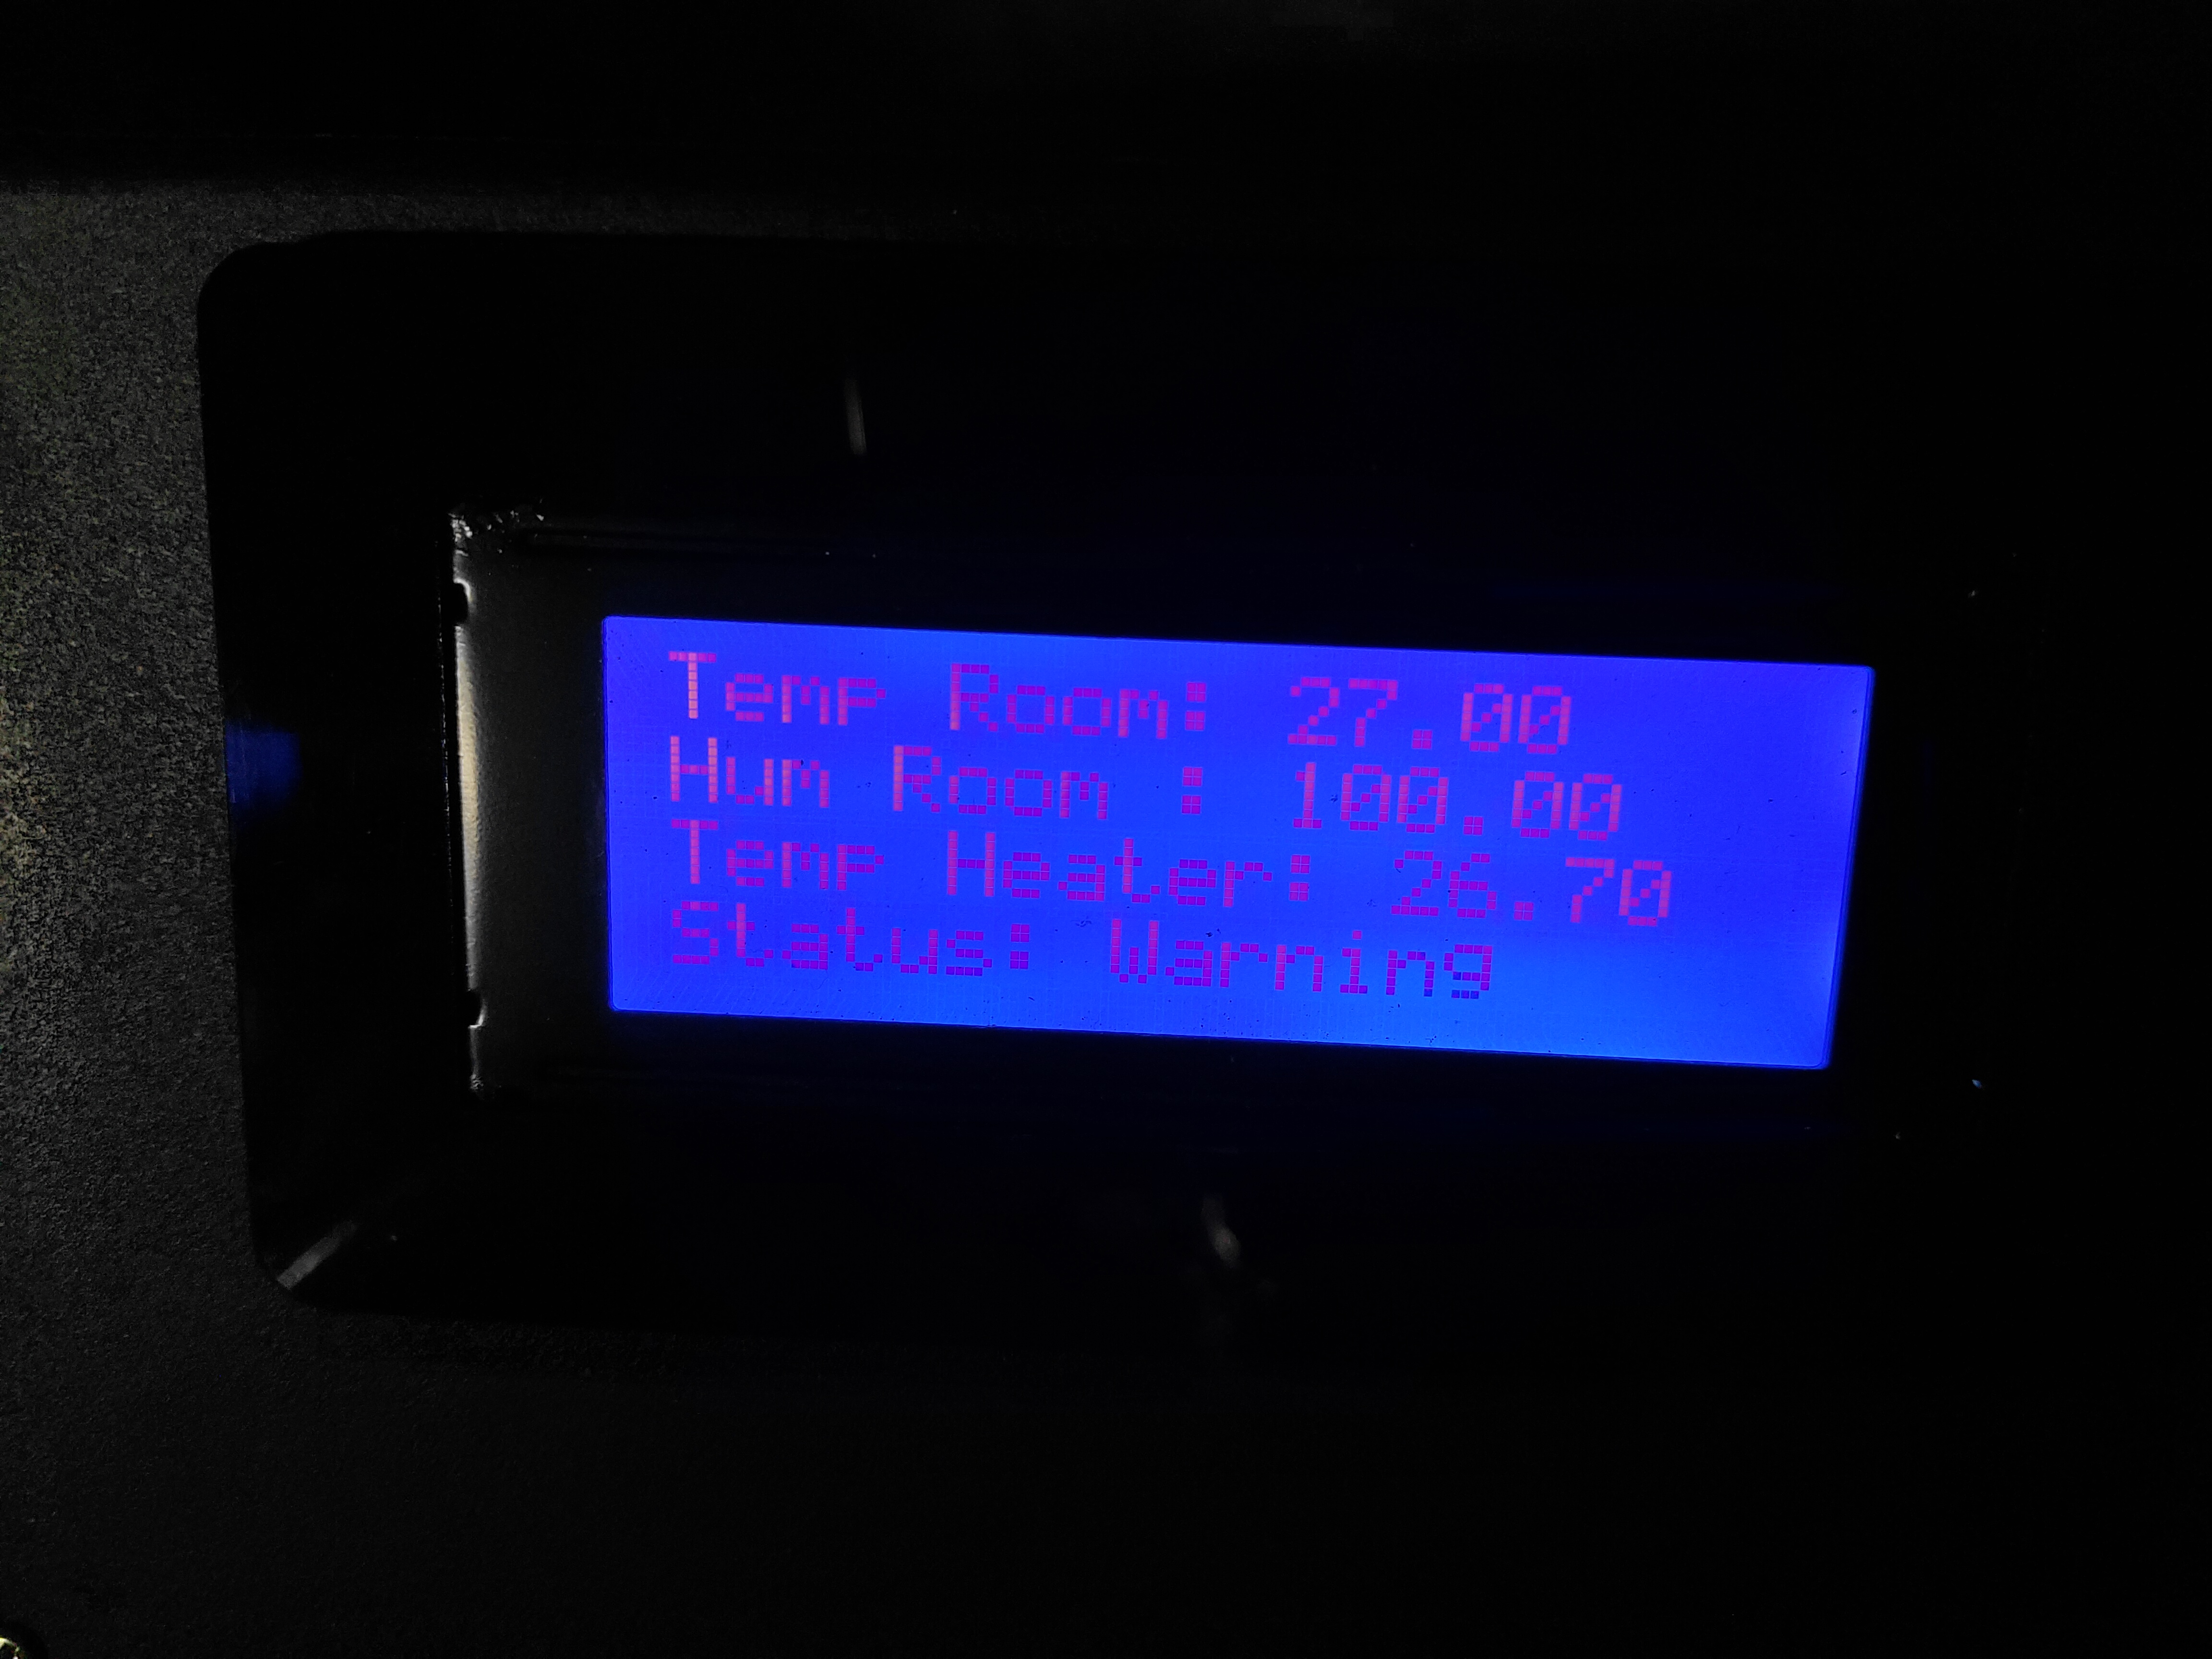 Temp Room: 27.00
Hum Room : 100.00
Temp Heater: 26.70
Status: Warning